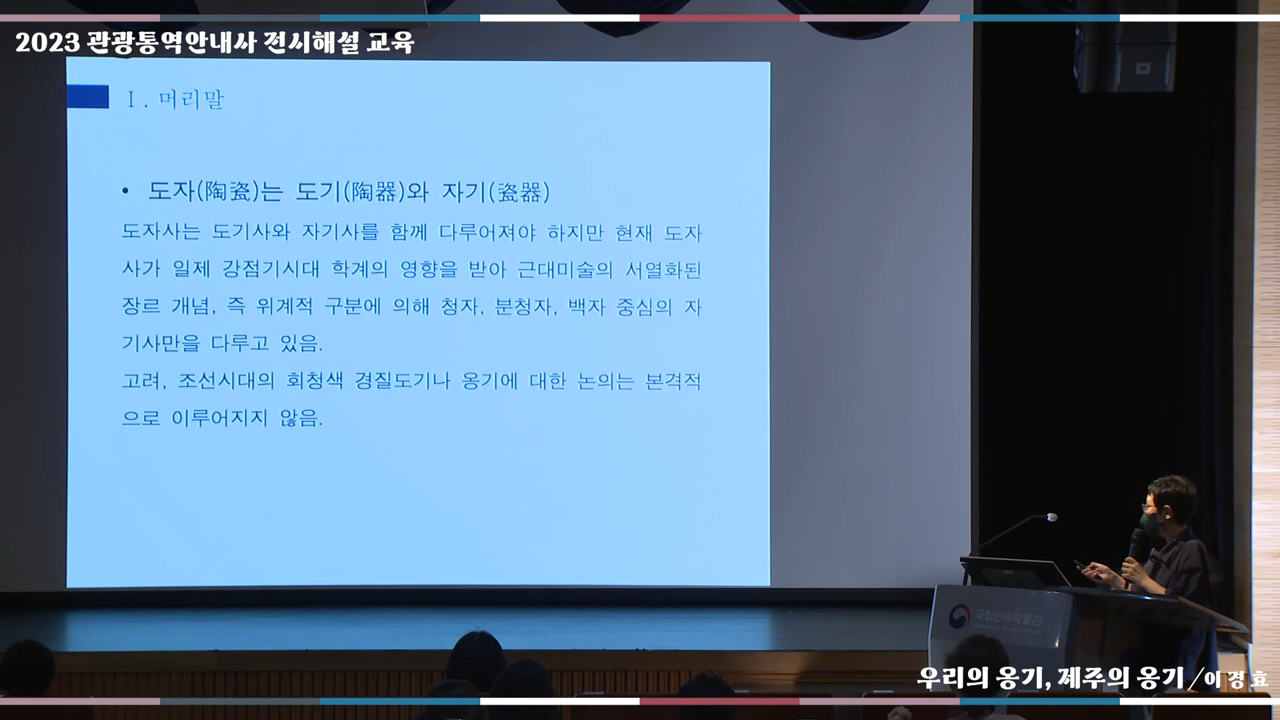 2023 관광통역안내사 전시해설 교육
Ⅰ. 머리말
• 도자(陶瓷)는 도기(陶器)와 자기(瓷器)
도자사는 도기사와 자기사를 함께 다루어져야 하지만 현재 도자
사가 일제 강점기시대 학계의 영향을 받아 근대미술의 서열화된
장르 개념, 즉 위계적 구분에 의해 청자, 분청자, 백자 중심의 자
기사만을 다루고 있음.
고려, 조선시대의 회청색 경질도기나 옹기에 대한 논의는 본격적
으로 이루어지지 않음.
국립민속박물관
우리의 옹기, 제주의 옹기 / 이경효